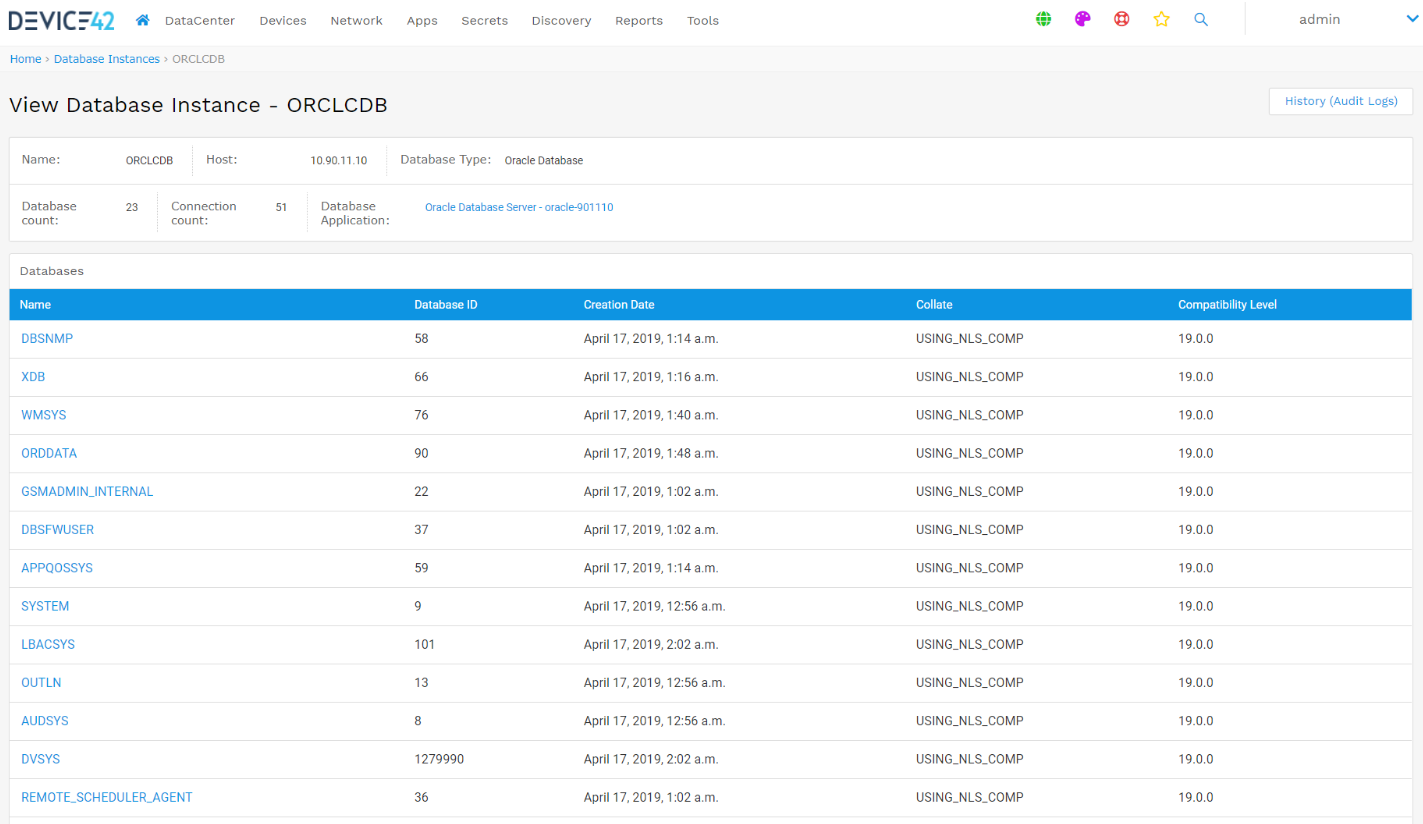 DEVICE42 DataCenter Devices Network Apps Secrets Discovery Reports Tools admin
Home › Database Instances › ORCLCDB
View Database Instance - ORCLCDB
History (Audit Logs)
Name: ORCLCDB Host: 10.90.11.10 Database Type: Oracle Database
Database count: 23 Connection count: 51 Database Application: Oracle Database Server - oracle-901110
Databases
Name Database ID Creation Date Collate Compatibility Level
DBSNMP 58 April 17, 2019, 1:14 a.m. USING_NLS_COMP 19.0.0
XDB 66 April 17, 2019, 1:16 a.m. USING_NLS_COMP 19.0.0
WMSYS 76 April 17, 2019, 1:40 a.m. USING_NLS_COMP 19.0.0
ORDDATA 90 April 17, 2019, 1:48 a.m. USING_NLS_COMP 19.0.0
GSMADMIN_INTERNAL 22 April 17, 2019, 1:02 a.m. USING_NLS_COMP 19.0.0
DBSFWUSER 37 April 17, 2019, 1:02 a.m. USING_NLS_COMP 19.0.0
APPQOSSYS 59 April 17, 2019, 1:14 a.m. USING_NLS_COMP 19.0.0
SYSTEM 9 April 17, 2019, 12:56 a.m. USING_NLS_COMP 19.0.0
LBACSYS 101 April 17, 2019, 2:02 a.m. USING_NLS_COMP 19.0.0
OUTLN 13 April 17, 2019, 12:56 a.m. USING_NLS_COMP 19.0.0
AUDSYS 8 April 17, 2019, 12:56 a.m. USING_NLS_COMP 19.0.0
DVSYS 1279990 April 17, 2019, 2:02 a.m. USING_NLS_COMP 19.0.0
REMOTE_SCHEDULER_AGENT 36 April 17, 2019, 1:02 a.m. USING_NLS_COMP 19.0.0